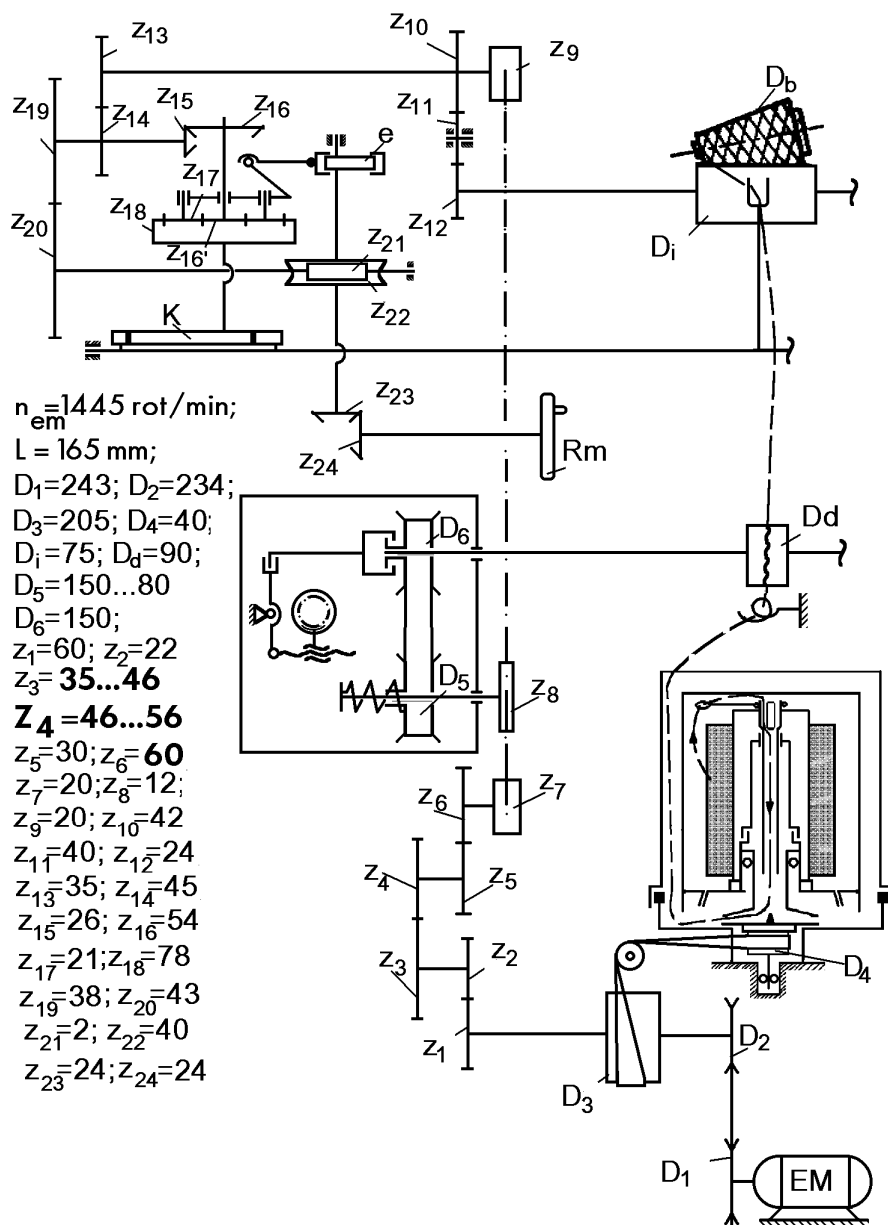 z13
z10
z9
Db
z19
z14
z15
z16
z11
e
z17
z18
z20
z16'
z12
z21
Di
z22
K
z23
z24
Rm
nem=1445 rot/min;
L = 165 mm;
D1=243; D2=234;
D3=205; D4=40;
Di=75; Dd=90;
D5=150...80
D6=150;
z1=60; z2=22
z3= 35...46
Z4 =46...56
z5=30; z6=60
z7=20; z8=12;
z9=20; z10=42
z11=40; z12=24
z13=35; z14=45
z15=26; z16=54
z17=21; z18=78
z19=38; z20=43
z21=2; z22=40
z23=24; z24=24
D6
Dd
D5
z8
z6
z7
z4
z5
z3
z2
D4
z1
D2
D3
D1
EM